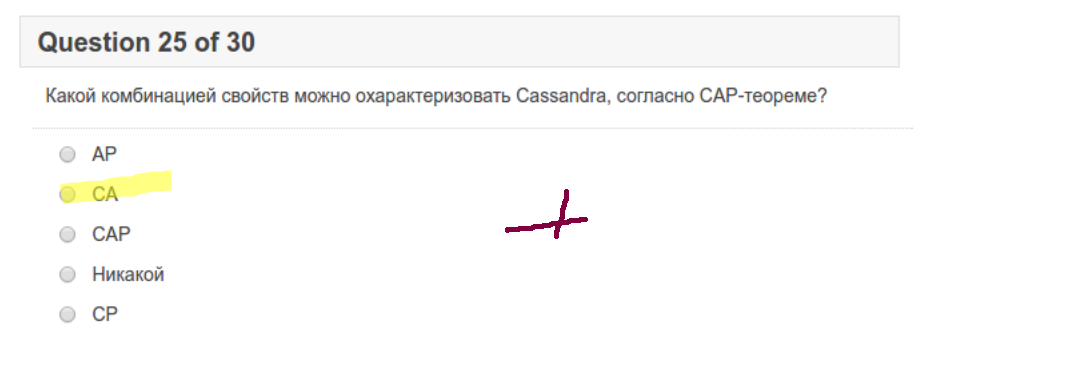 Question 25 of 30
Какой комбинацией свойств можно охарактеризовать Cassandra, согласно CAP-теореме?
AP
CA
CAP
Никакой
CP